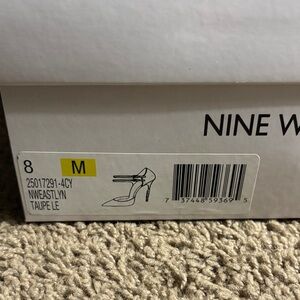 NINE W
8 M
25017291-4CY
NWEASTLYN
TAUPE LE
7 37448 59369 5